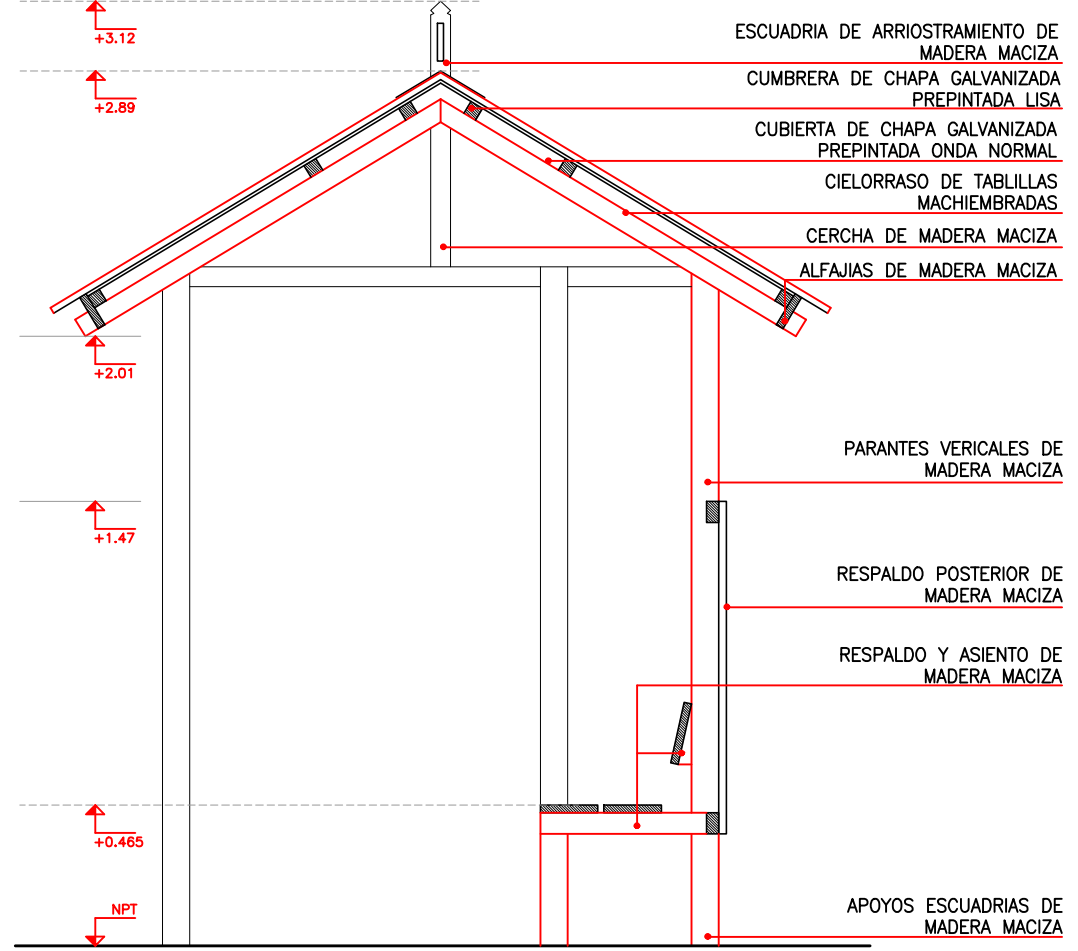 +3.12
ESCUADRIA DE ARRIOSTRAMIENTO DE
MADERA MACIZA
+2.89
CUMBRERA DE CHAPA GALVANIZADA
PREPINTADA LISA
CUBIERTA DE CHAPA GALVANIZADA
PREPINTADA ONDA NORMAL
CIELORRASO DE TABLILLAS
MACHIEMBRADAS
CERCHA DE MADERA MACIZA
ALFAJIAS DE MADERA MACIZA
+2.01
PARANTES VERICALES DE
MADERA MACIZA
+1.47
RESPALDO POSTERIOR DE
MADERA MACIZA
RESPALDO Y ASIENTO DE
MADERA MACIZA
+0.465
NPT
APOYOS ESCUADRIAS DE
MADERA MACIZA